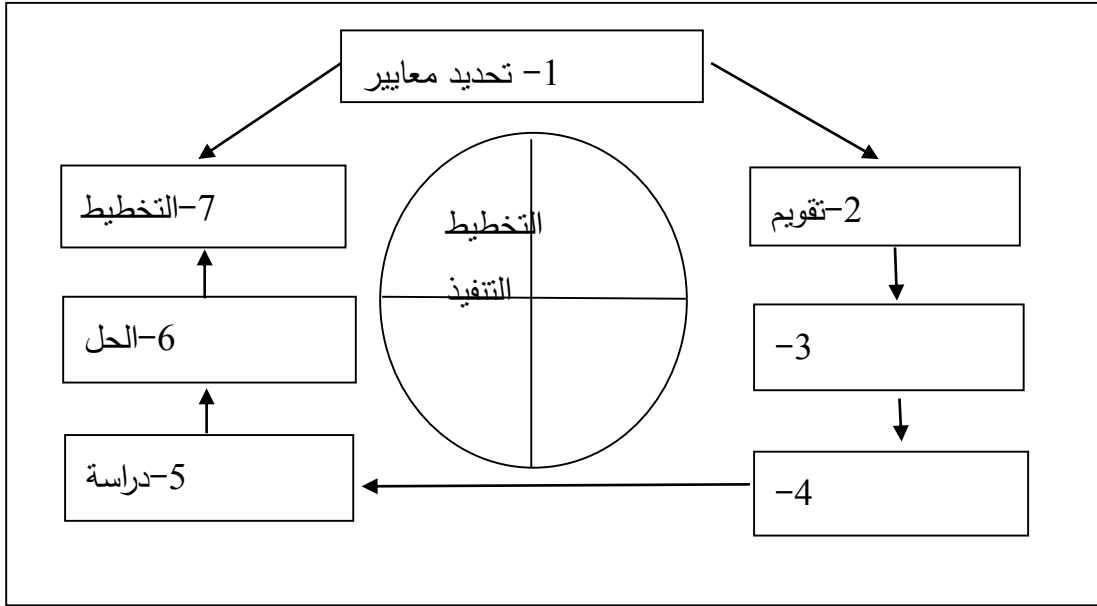 1- تحديد معايير
2-تقويم
3-
4-
5-دراسة
6-الحل
7-التخطيط
التخطيط
التنفيذ